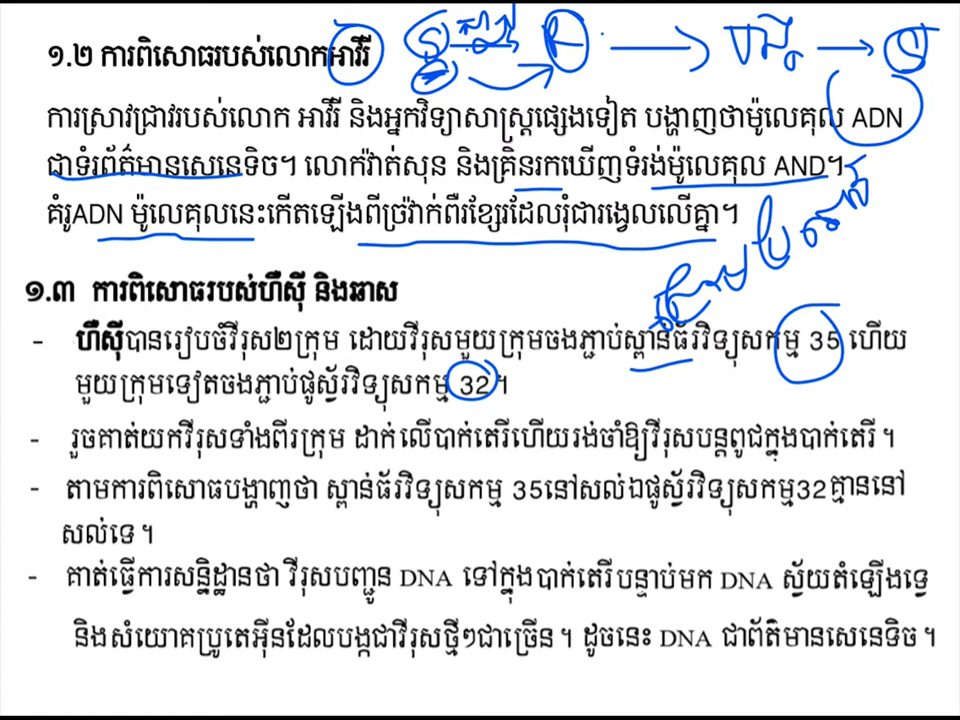 ១.២ ការពិសោធរបស់លោកអាវើរី
ការស្រាវជ្រាវរបស់លោក អាវើរី និងអ្នកវិទ្យាសាស្ត្រផ្សេងទៀត បង្ហាញថាម៉ូលេគុល ADN
ជាទំរព័ត៌មានសេនេទិច។ លោកវ៉ាត់សុន និងគ្រិនរកឃើញទំរង់ម៉ូលេគុល AND។
គំរូADN ម៉ូលេគុលនេះកើតឡើងពីច្រវ៉ាក់ពីរខ្សែរដែលរុំជារង្វេលលើគ្នា។
១.៣ ការពិសោធរបស់ហឺស៊ី និងឆាស
- ហឺស៊ីបានរៀបចំវីរុស២ក្រុម ដោយវីរុសមួយក្រុមចងភ្ជាប់ស្ពាន់ធ័រវិទ្យុសកម្ម 35 ហើយ
មួយក្រុមទៀតចងភ្ជាប់ផូស្វ័រវិទ្យុសកម្ម 32 ។
- រួចគាត់យកវីរុសទាំងពីរក្រុម ដាក់លើបាក់តេរីហើយរង់ចាំឱ្យវីរុសបន្តពូជក្នុងបាក់តេរី ។
- តាមការពិសោធបង្ហាញថា ស្ពាន់ធ័រវិទ្យុសកម្ម 35នៅសល់ឯផូស្វ័រវិទ្យុសកម្ម32គ្មាននៅ
សល់ទេ ។
- គាត់ធ្វើការសន្និដ្ឋានថា វីរុសបញ្ជូន DNA ទៅក្នុងបាក់តេរីបន្ទាប់មក DNA ស្វ័យតំឡើងទ្វេ
និងសំយោគប្រូតេអ៊ីនដែលបង្កជាវីរុសថ្មីៗជាច្រើន ។ ដូចនេះ DNA ជាព័ត៌មានសេនេទិច ។